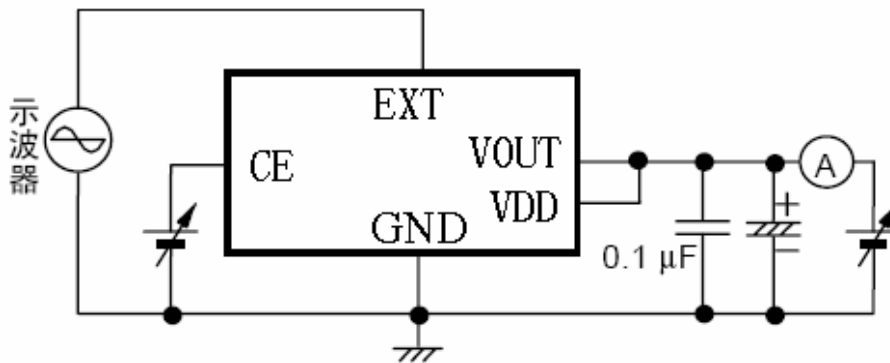 示波器
EXT
CE
VOUT
VDD
GND
0.1 μF
+
−
A